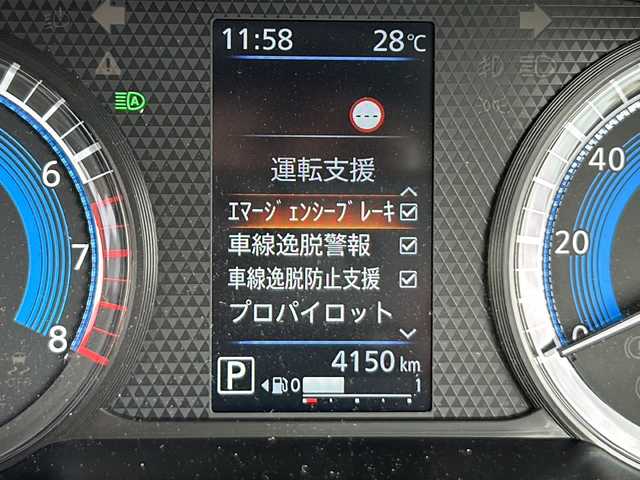 11:58 28℃
運転支援
ｴﾏｰｼﾞｪﾝｼｰﾌﾞﾚｰｷ
車線逸脱警報
車線逸脱防止支援
プロパイロット
4150 km
P 0 1
6
7
8
40
20
0
A